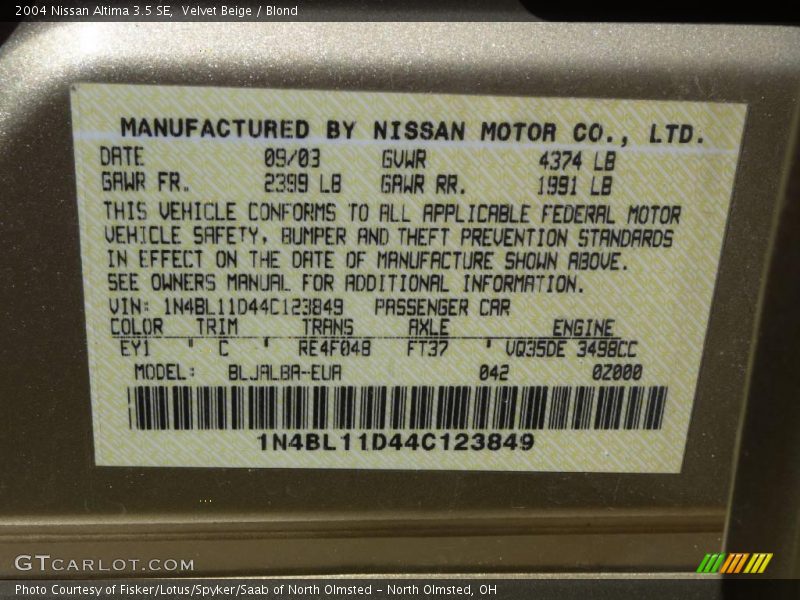 2004 Nissan Altima 3.5 SE,  Velvet Beige / Blond
MANUFACTURED BY NISSAN MOTOR CO., LTD.
DATE 09/03 GVWR 4374 LB
GAWR FR. 2399 LB GAWR RR. 1991 LB
THIS VEHICLE CONFORMS TO ALL APPLICABLE FEDERAL MOTOR
VEHICLE SAFETY, BUMPER AND THEFT PREVENTION STANDARDS
IN EFFECT ON THE DATE OF MANUFACTURE SHOWN ABOVE.
SEE OWNERS MANUAL FOR ADDITIONAL INFORMATION.
VIN: 1N4BL11D44C123849 PASSENGER CAR
COLOR TRIM TRANS AXLE ENGINE
EY1 ' C ' RE4F04B FT37 ' VQ35DE 3498CC
MODEL: BLJALBA-EUA 042 0Z000
1N4BL11D44C123849
GTCARLOT.COM
Photo Courtesy of Fisker/Lotus/Spyker/Saab of North Olmsted - North Olmsted, OH